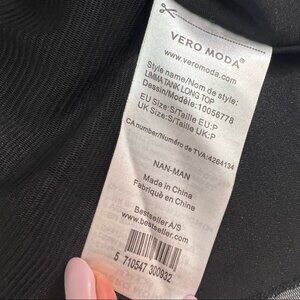 VERO MODA®
www.veromoda.com
Style name/Nom de style:
LIMMA TANK LONG TOP
Dessin/Modèle: 10056778
EU Size:S/Taille EU:P
UK Size:S/Taille UK:P
CA number/Numéro de TVA: 4264134
NAN-MAN
Made in China
Fabriqué en China
Bestseller A/S
www.bestseller.com
5 710547 300932